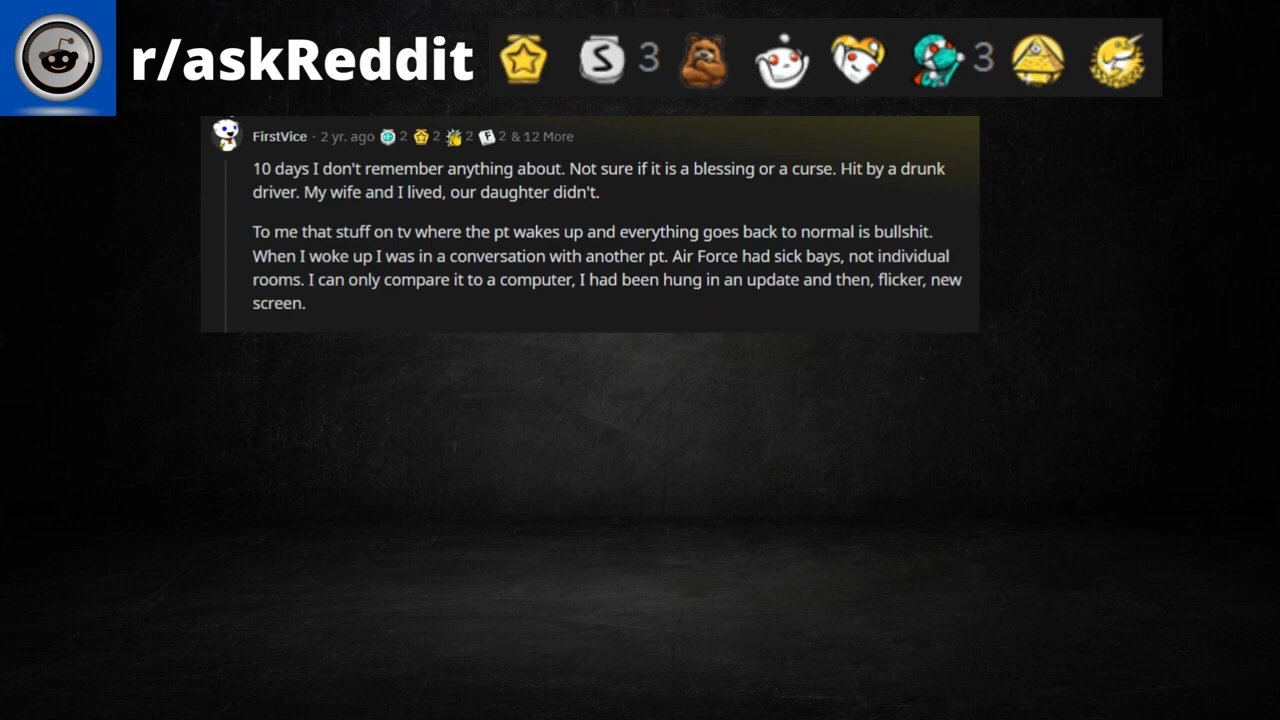 r/askReddit 3 3
FirstVice · 2 yr. ago 2 2 2 F 2 & 12 More
10 days I don't remember anything about. Not sure if it is a blessing or a curse. Hit by a drunk
driver. My wife and I lived, our daughter didn't.
To me that stuff on tv where the pt wakes up and everything goes back to normal is bullshit.
When I woke up I was in a conversation with another pt. Air Force had sick bays, not individual
rooms. I can only compare it to a computer, I had been hung in an update and then, flicker, new
screen.